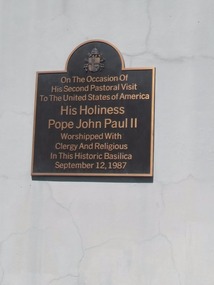 On The Occasion Of
His Second Pastoral Visit
To The United States of America
His Holiness
Pope John Paul II
Worshipped With
Clergy And Religious
In This Historic Basilica
September 12, 1987